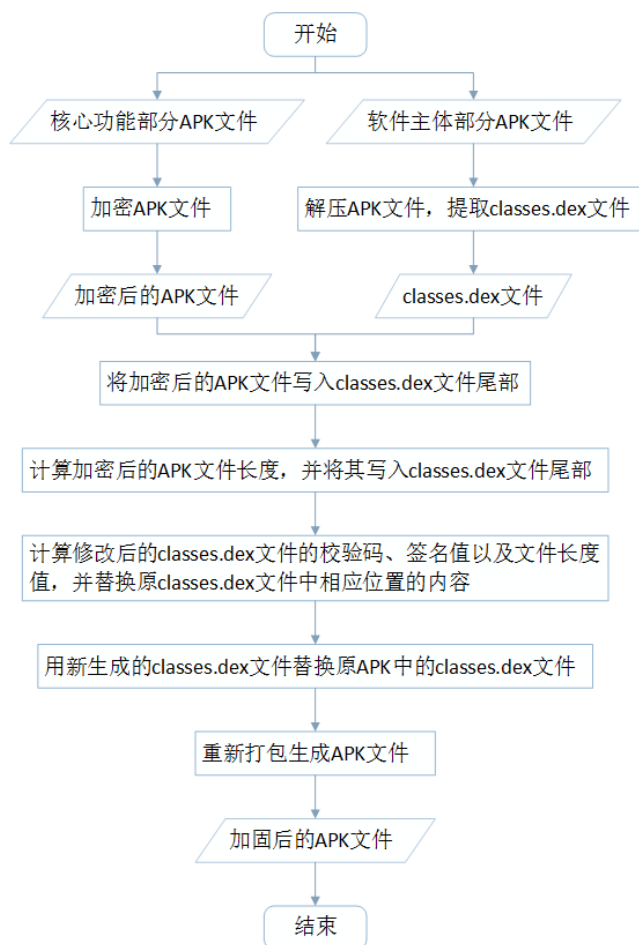 开始
核心功能部分APK文件
软件主体部分APK文件
加密APK文件
解压APK文件，提取classes.dex文件
加密后的APK文件
classes.dex文件
将加密后的APK文件写入classes.dex文件尾部
计算加密后的APK文件长度，并将其写入classes.dex文件尾部
计算修改后的classes.dex文件的校验码、签名值以及文件长度
值，并替换原classes.dex文件中相应位置的内容
用新生成的classes.dex文件替换原APK中的classes.dex文件
重新打包生成APK文件
加固后的APK文件
结束